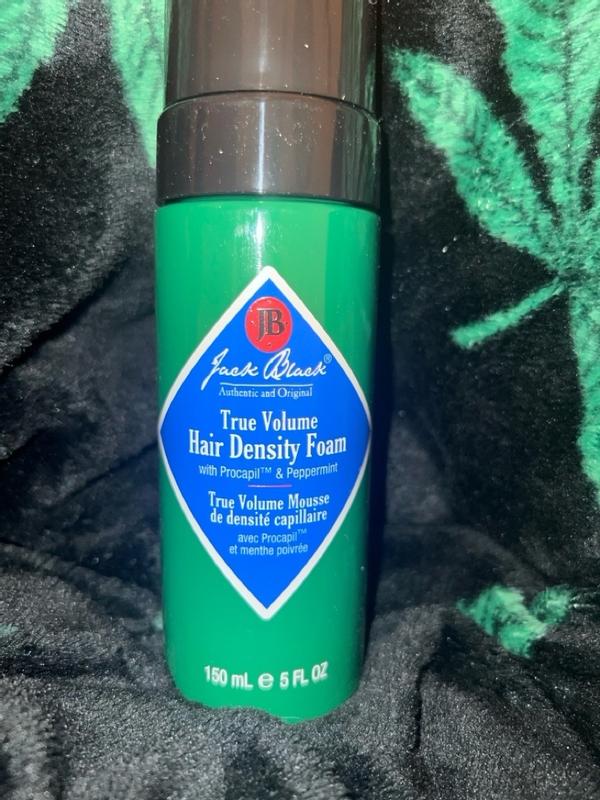 JB
Jack Black®
Authentic and Original
True Volume
Hair Density Foam
with Procapil™ & Peppermint
True Volume Mousse
de densité capillaire
avec Procapil™
et menthe poivrée
150 mL ℮ 5 FL OZ